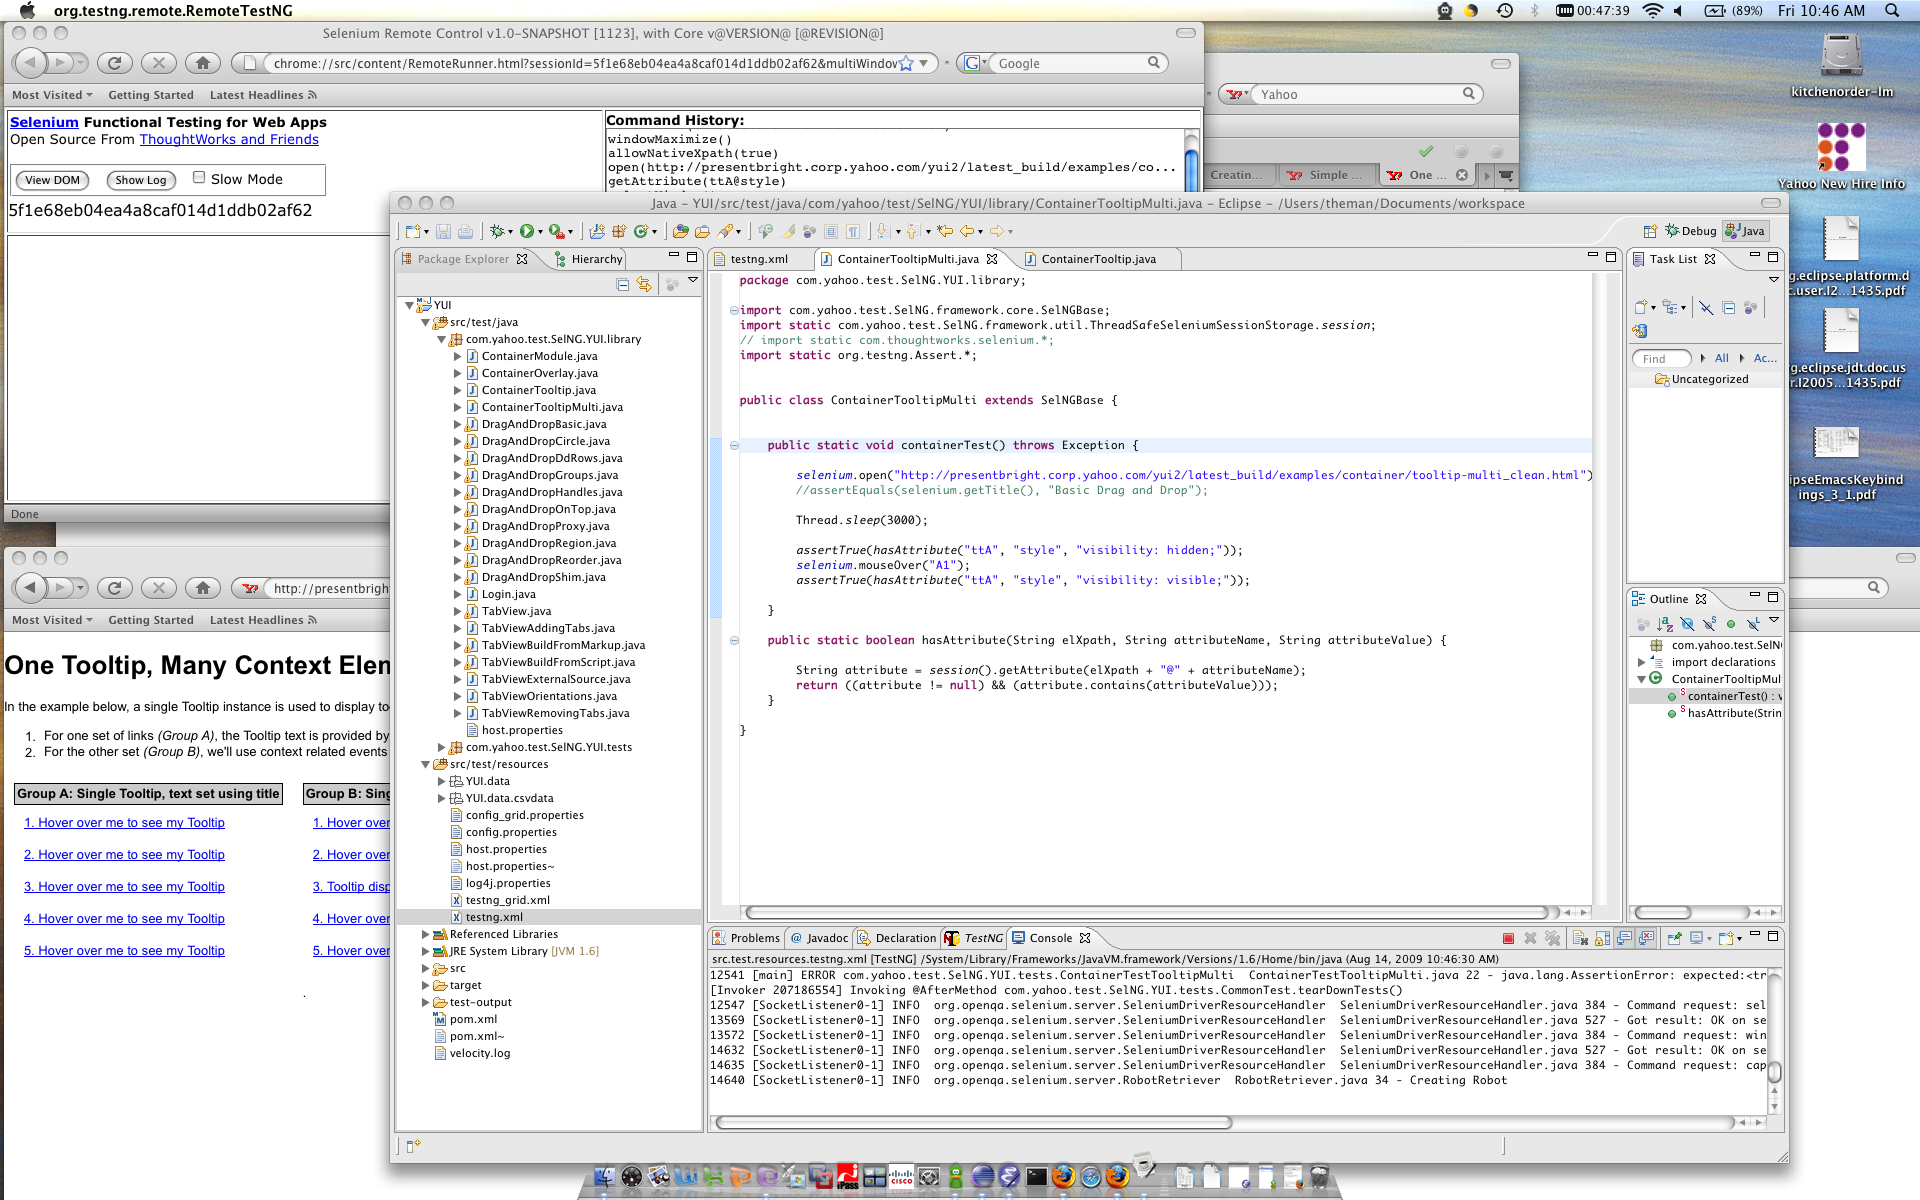 org.testng.remote.RemoteTestNG
00:47:39
(89%)
Fri 10:46 AM
Selenium Remote Control v1.0-SNAPSHOT [1123], with Core v@VERSION@ [@REVISION@]
chrome://src/content/RemoteRunner.html?sessionId=5f1e68eb04ea4a8caf014d1ddb02af62&multiWindow
Google
Most Visited
Getting Started
Latest Headlines
Selenium Functional Testing for Web Apps
Open Source From ThoughtWorks and Friends
View DOM
Show Log
Slow Mode
5f1e68eb04ea4a8caf014d1ddb02af62
Command History:
windowMaximize()
allowNativeXpath(true)
open(http://presentbright.corp.yahoo.com/yui2/latest_build/examples/co...
getAttribute(ttA@style)
Done
Yahoo
Creatin...
Simple ...
One ...
kitchenorder-lm
Yahoo New Hire Info
g.eclipse.platform.d
c.user.I2...1435.pdf
g.eclipse.jdt.doc.us
r.I2005...1435.pdf
ipseEmacsKeybind
ings_3_1.pdf
http://presentbrigh
Most Visited
Getting Started
Latest Headlines
One Tooltip, Many Context Elen
In the example below, a single Tooltip instance is used to display to
1. For one set of links (Group A), the Tooltip text is provided by
2. For the other set (Group B), we'll use context related events
Group A: Single Tooltip, text set using title
Group B: Sing
1. Hover over me to see my Tooltip
1. Hover over
2. Hover over me to see my Tooltip
2. Hover over
3. Hover over me to see my Tooltip
3. Tooltip disp
4. Hover over me to see my Tooltip
4. Hover over
5. Hover over me to see my Tooltip
5. Hover over
.
Java - YUI/src/test/java/com/yahoo/test/SelNG/YUI/library/ContainerTooltipMulti.java - Eclipse - /Users/theman/Documents/workspace
Debug
Java
Package Explorer
Hierarchy
YUI
src/test/java
com.yahoo.test.SelNG.YUI.library
ContainerModule.java
ContainerOverlay.java
ContainerTooltip.java
ContainerTooltipMulti.java
DragAndDropBasic.java
DragAndDropCircle.java
DragAndDropDdRows.java
DragAndDropGroups.java
DragAndDropHandles.java
DragAndDropOnTop.java
DragAndDropProxy.java
DragAndDropRegion.java
DragAndDropReorder.java
DragAndDropShim.java
Login.java
TabView.java
TabViewAddingTabs.java
TabViewBuildFromMarkup.java
TabViewBuildFromScript.java
TabViewExternalSource.java
TabViewOrientations.java
TabViewRemovingTabs.java
host.properties
com.yahoo.test.SelNG.YUI.tests
src/test/resources
YUI.data
YUI.data.csvdata
config_grid.properties
config.properties
host.properties
host.properties~
log4j.properties
testng_grid.xml
testng.xml
Referenced Libraries
JRE System Library [JVM 1.6]
src
target
test-output
pom.xml
pom.xml~
velocity.log
testng.xml
ContainerTooltipMulti.java
ContainerTooltip.java
package com.yahoo.test.SelNG.YUI.library;
import com.yahoo.test.SelNG.framework.core.SelNGBase;
import static com.yahoo.test.SelNG.framework.util.ThreadSafeSeleniumSessionStorage.session;
// import static com.thoughtworks.selenium.*;
import static org.testng.Assert.*;
public class ContainerTooltipMulti extends SelNGBase {
public static void containerTest() throws Exception {
selenium.open("http://presentbright.corp.yahoo.com/yui2/latest_build/examples/container/tooltip-multi_clean.html")
//assertEquals(selenium.getTitle(), "Basic Drag and Drop");
Thread.sleep(3000);
assertTrue(hasAttribute("ttA", "style", "visibility: hidden;"));
selenium.mouseOver("A1");
assertTrue(hasAttribute("ttA", "style", "visibility: visible;"));
}
public static boolean hasAttribute(String elXpath, String attributeName, String attributeValue) {
String attribute = session().getAttribute(elXpath + "@" + attributeName);
return ((attribute != null) && (attribute.contains(attributeValue)));
}
}
Task List
Find
All
Ac...
Uncategorized
Outline
com.yahoo.test.SelN
import declarations
ContainerTooltipMul
containerTest() : v
hasAttribute(Strin
Problems
Javadoc
Declaration
TestNG
Console
src.test.resources.testng.xml [TestNG] /System/Library/Frameworks/JavaVM.framework/Versions/1.6/Home/bin/java (Aug 14, 2009 10:46:30 AM)
12541 [main] ERROR com.yahoo.test.SelNG.YUI.tests.ContainerTestTooltipMulti ContainerTestTooltipMulti.java 22 - java.lang.AssertionError: expected:<tr
[Invoker 207186554] Invoking @AfterMethod com.yahoo.test.SelNG.YUI.tests.CommonTest.tearDownTests()
12547 [SocketListener0-1] INFO org.openqa.selenium.server.SeleniumDriverResourceHandler SeleniumDriverResourceHandler.java 384 - Command request: sel
13569 [SocketListener0-1] INFO org.openqa.selenium.server.SeleniumDriverResourceHandler SeleniumDriverResourceHandler.java 527 - Got result: OK on se
13572 [SocketListener0-1] INFO org.openqa.selenium.server.SeleniumDriverResourceHandler SeleniumDriverResourceHandler.java 384 - Command request: win
14632 [SocketListener0-1] INFO org.openqa.selenium.server.SeleniumDriverResourceHandler SeleniumDriverResourceHandler.java 527 - Got result: OK on se
14635 [SocketListener0-1] INFO org.openqa.selenium.server.SeleniumDriverResourceHandler SeleniumDriverResourceHandler.java 384 - Command request: cap
14640 [SocketListener0-1] INFO org.openqa.selenium.server.RobotRetriever RobotRetriever.java 34 - Creating Robot
iPass
CISCO